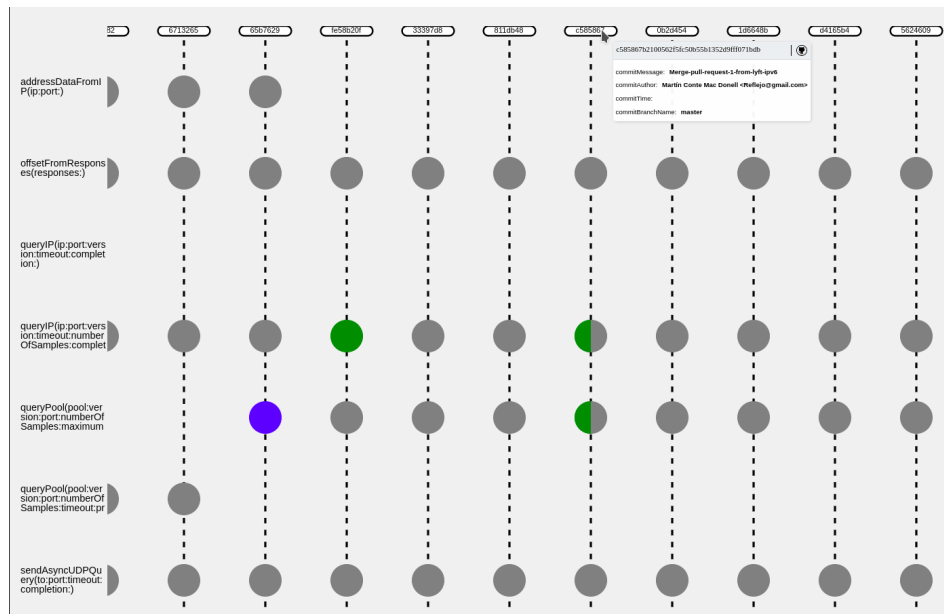 82
6713265
65b7629
fe58b20f
33397d8
811db48
c585867
0b2d454
1d6648b
d4165b4
5624609
c585867b2100562f5fc50b55b1352d9fff071bdb
commitMessage: Merge-pull-request-1-from-lyft-ipv6
commitAuthor: Martín Conte Mac Donell <Reflejo@gmail.com>
commitTime:
commitBranchName: master
addressDataFromI
P(ip:port:)
offsetFromRespons
es(responses:)
queryIP(ip:port:vers
ion:timeout:complet
ion:)
queryIP(ip:port:vers
ion:timeout:number
OfSamples:complet
queryPool(pool:ver
sion:port:numberOf
Samples:maximum
queryPool(pool:ver
sion:port:numberOf
Samples:timeout:pr
sendAsyncUDPQu
ery(to:port:timeout:
completion:)